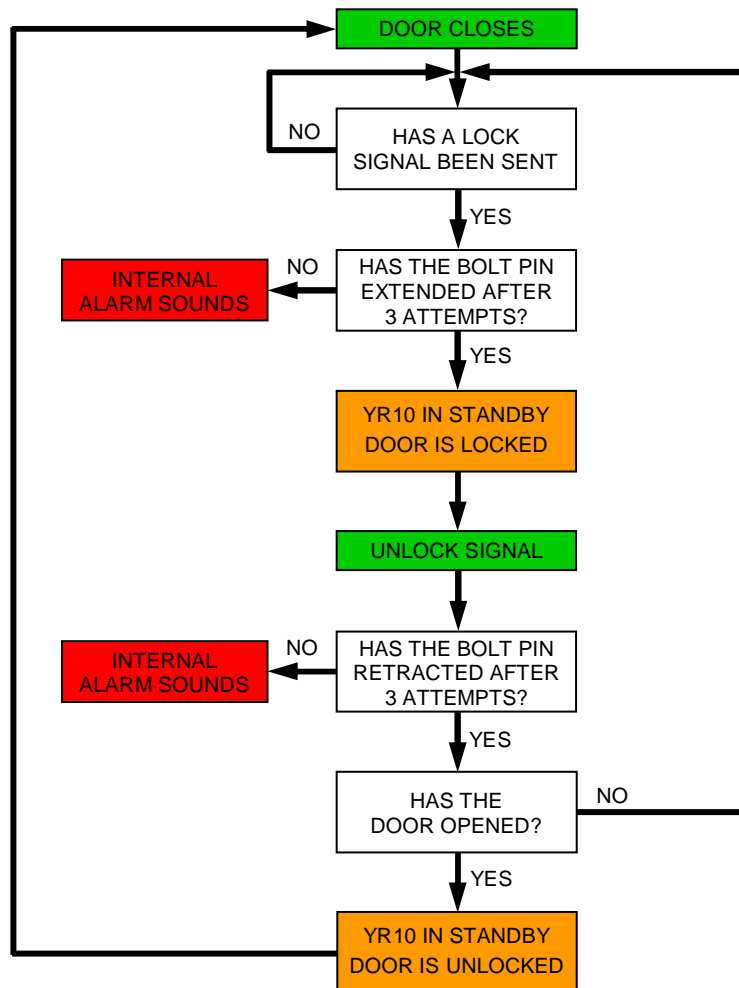 DOOR CLOSES
NO
HAS A LOCK
SIGNAL BEEN SENT
YES
INTERNAL
ALARM SOUNDS
NO
HAS THE BOLT PIN
EXTENDED AFTER
3 ATTEMPTS?
YES
YR10 IN STANDBY
DOOR IS LOCKED
UNLOCK SIGNAL
INTERNAL
ALARM SOUNDS
NO
HAS THE BOLT PIN
RETRACTED AFTER
3 ATTEMPTS?
YES
HAS THE
DOOR OPENED?
NO
YES
YR10 IN STANDBY
DOOR IS UNLOCKED